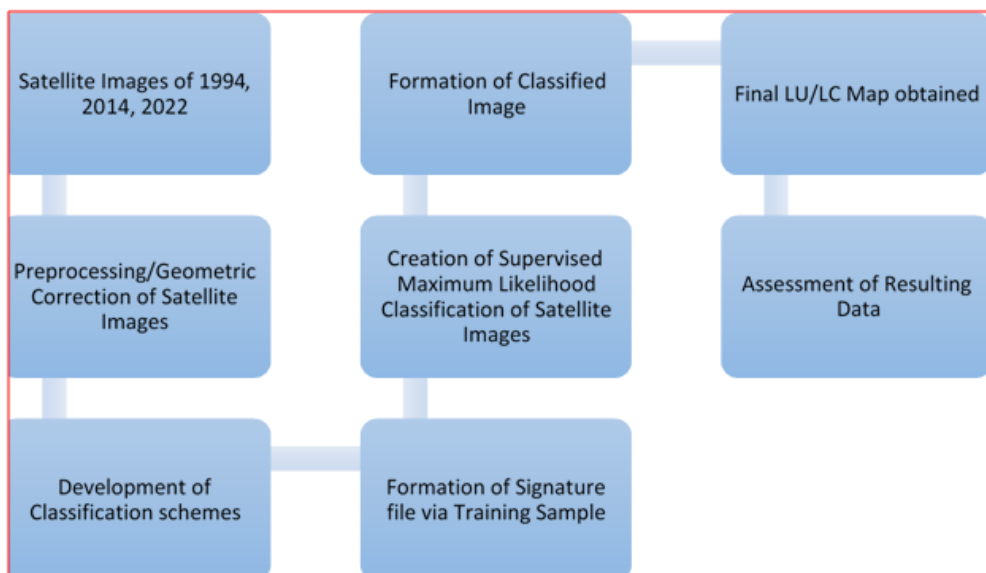 Satellite Images of 1994,
2014, 2022
Preprocessing/Geometric
Correction of Satellite
Images
Development of
Classification schemes
Formation of Signature
file via Training Sample
Creation of Supervised
Maximum Likelihood
Classification of Satellite
Images
Formation of Classified
Image
Final LU/LC Map obtained
Assessment of Resulting
Data